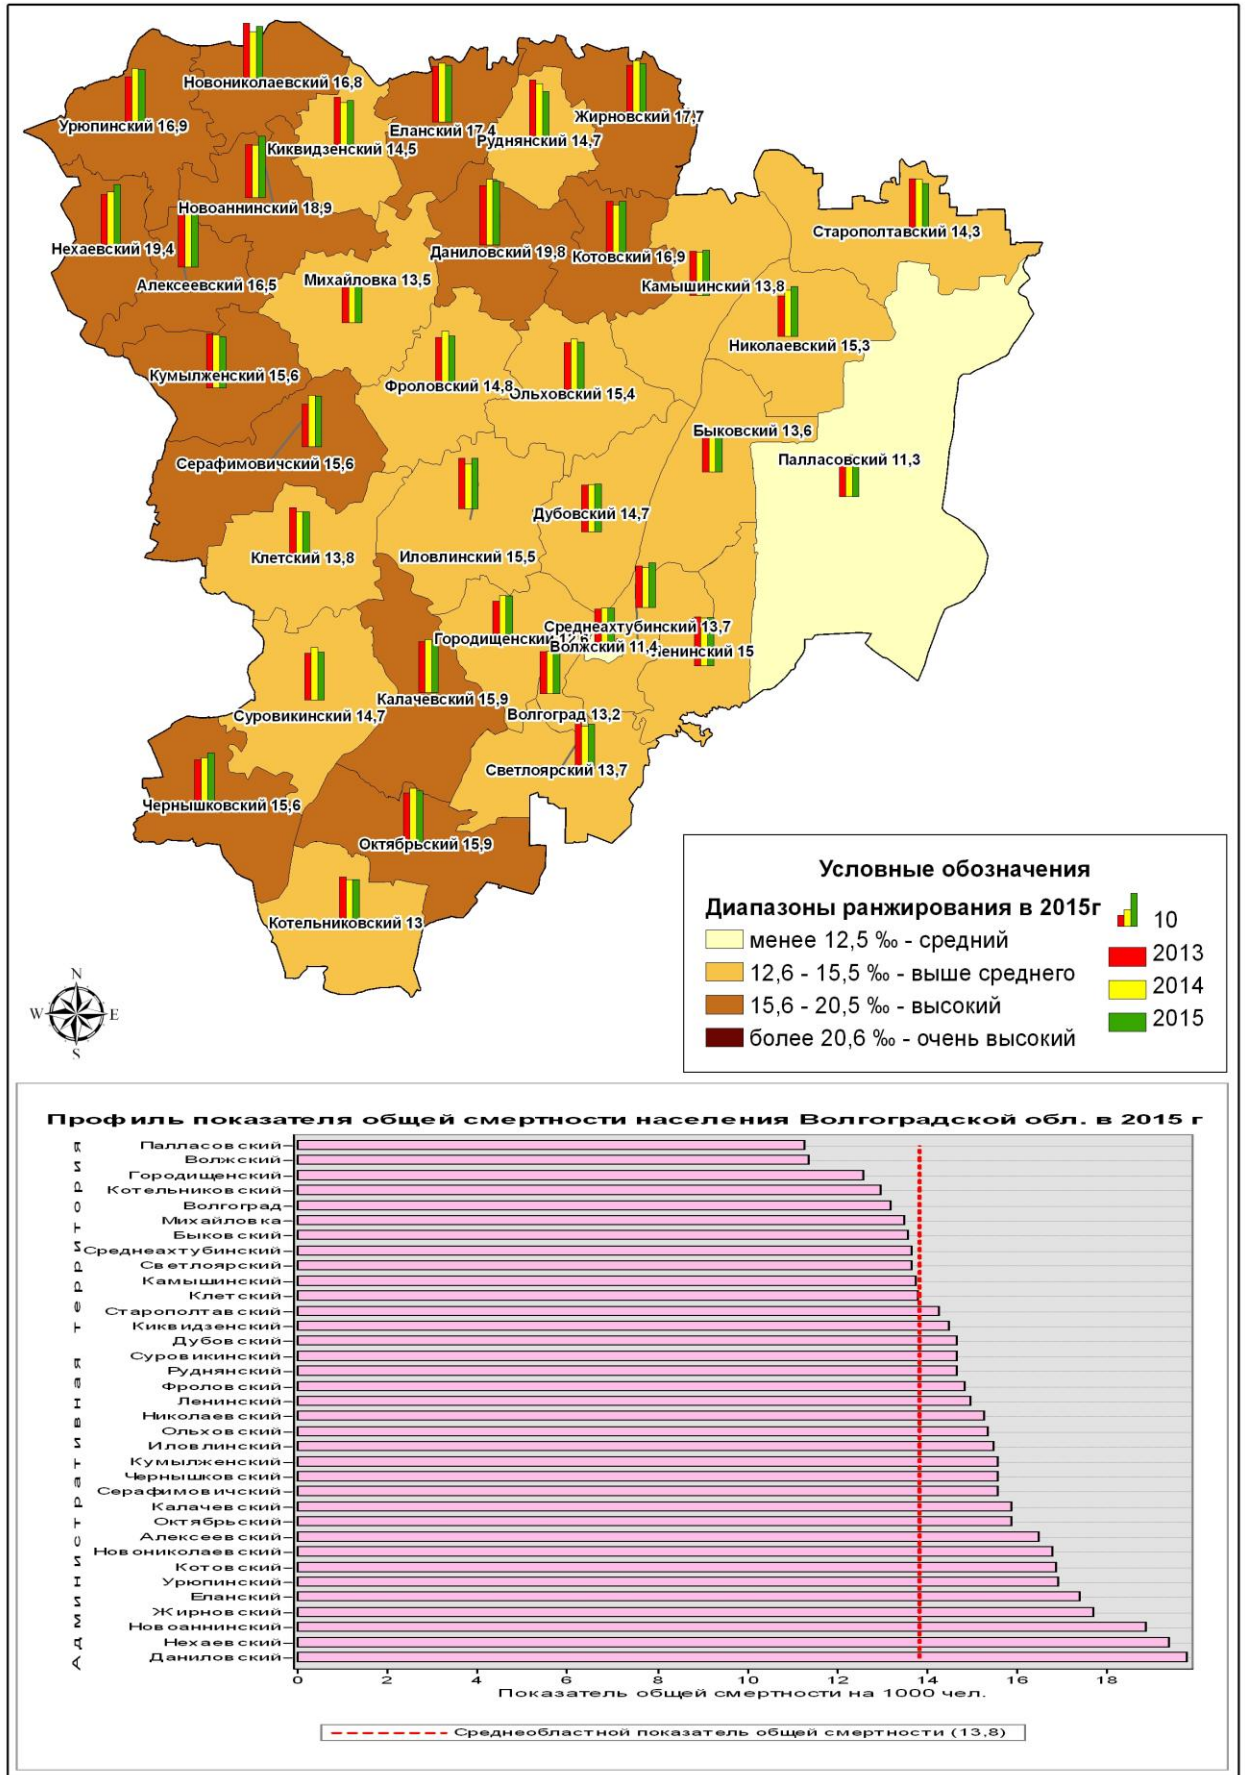 Новониколаевский 16,8
Урюпинский 16,9
Киквидзенский 14,5
Еланский 17,4
Руднянский 14,7
Жирновский 17,7
Новоаннинский 18,9
Нехаевский 19,4
Алексеевский 16,5
Михайловка 13,5
Даниловский 19,8
Котовский 16,9
Камышинский 13,8
Старополтавский 14,3
Николаевский 15,3
Кумылженский 15,6
Фроловский 14,8
Ольховский 15,4
Серафимовичский 15,6
Быковский 13,6
Палласовский 11,3
Клетский 13,8
Иловлинский 15,5
Дубовский 14,7
Городищенский 12,6
Среднеахтубинский 13,7
Волжский 11,4
Ленинский 15
Суровикинский 14,7
Калачевский 15,9
Волгоград 13,2
Светлоярский 13,7
Чернышковский 15,6
Октябрьский 15,9
Котельниковский 13
N
W
E
S
Условные обозначения
Диапазоны ранжирования в 2015г
менее 12,5 ‰ - средний
12,6 - 15,5 ‰ - выше среднего
15,6 - 20,5 ‰ - высокий
более 20,6 ‰ - очень высокий
10
2013
2014
2015
Профиль показателя общей смертности населения Волгоградской обл. в 2015 г
Административная территория
Палласовский
Волжский
Городищенский
Котельниковский
Волгоград
Михайловка
Быковский
Среднеахтубинский
Светлоярский
Камышинский
Клетский
Старополтавский
Киквидзенский
Дубовский
Суровикинский
Руднянский
Фроловский
Ленинский
Николаевский
Ольховский
Иловлинский
Кумылженский
Чернышковский
Серафимовичский
Калачевский
Октябрьский
Алексеевский
Новониколаевский
Котовский
Урюпинский
Еланский
Жирновский
Новоаннинский
Нехаевский
Даниловский
0 2 4 6 8 10 12 14 16 18
Показатель общей смертности на 1000 чел.
Среднеобластной показатель общей смертности (13,8)